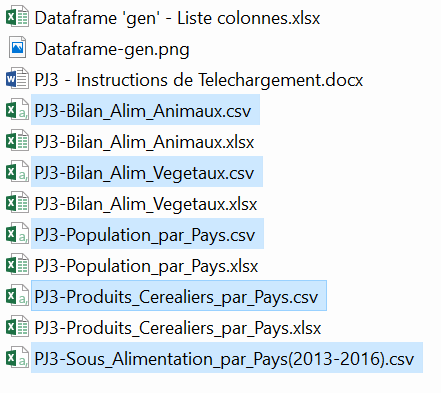 Dataframe 'gen' - Liste colonnes.xlsx
Dataframe-gen.png
PJ3 - Instructions de Telechargement.docx
PJ3-Bilan_Alim_Animaux.csv
PJ3-Bilan_Alim_Animaux.xlsx
PJ3-Bilan_Alim_Vegetaux.csv
PJ3-Bilan_Alim_Vegetaux.xlsx
PJ3-Population_par_Pays.csv
PJ3-Population_par_Pays.xlsx
PJ3-Produits_Cerealiers_par_Pays.csv
PJ3-Produits_Cerealiers_par_Pays.xlsx
PJ3-Sous_Alimentation_par_Pays(2013-2016).csv